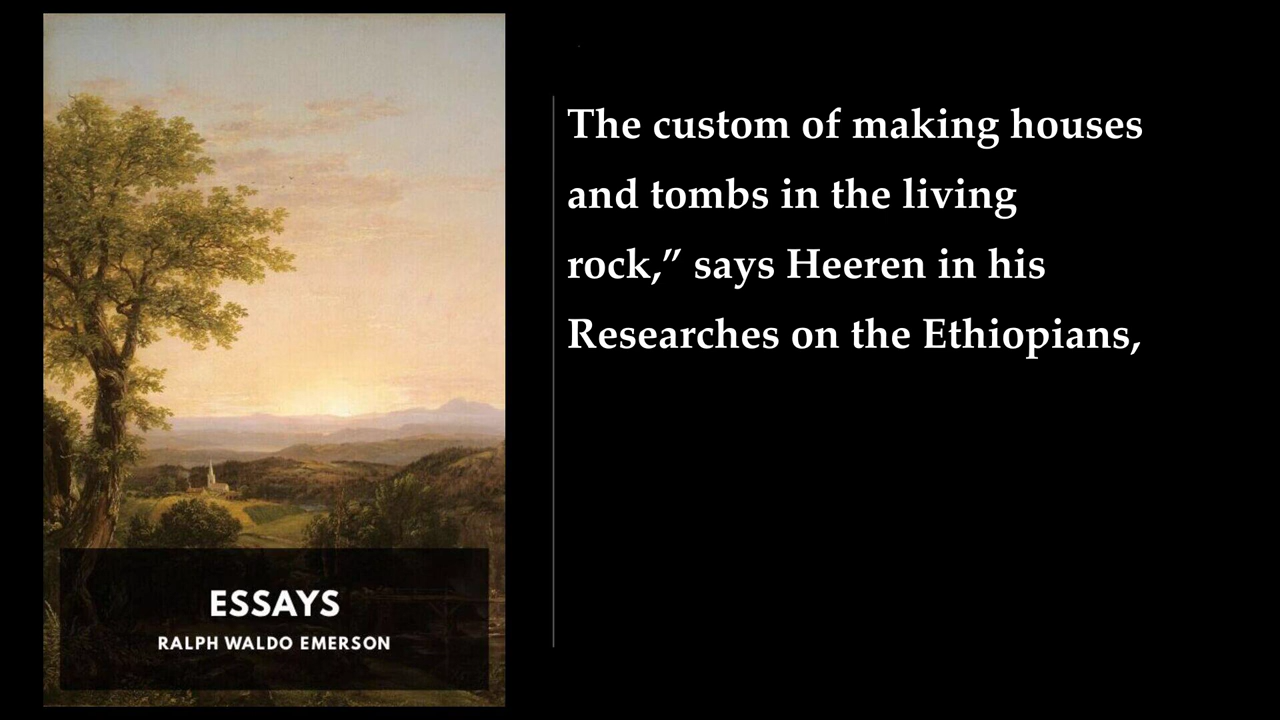 ESSAYS
RALPH WALDO EMERSON
The custom of making houses
and tombs in the living
rock,” says Heeren in his
Researches on the Ethiopians,